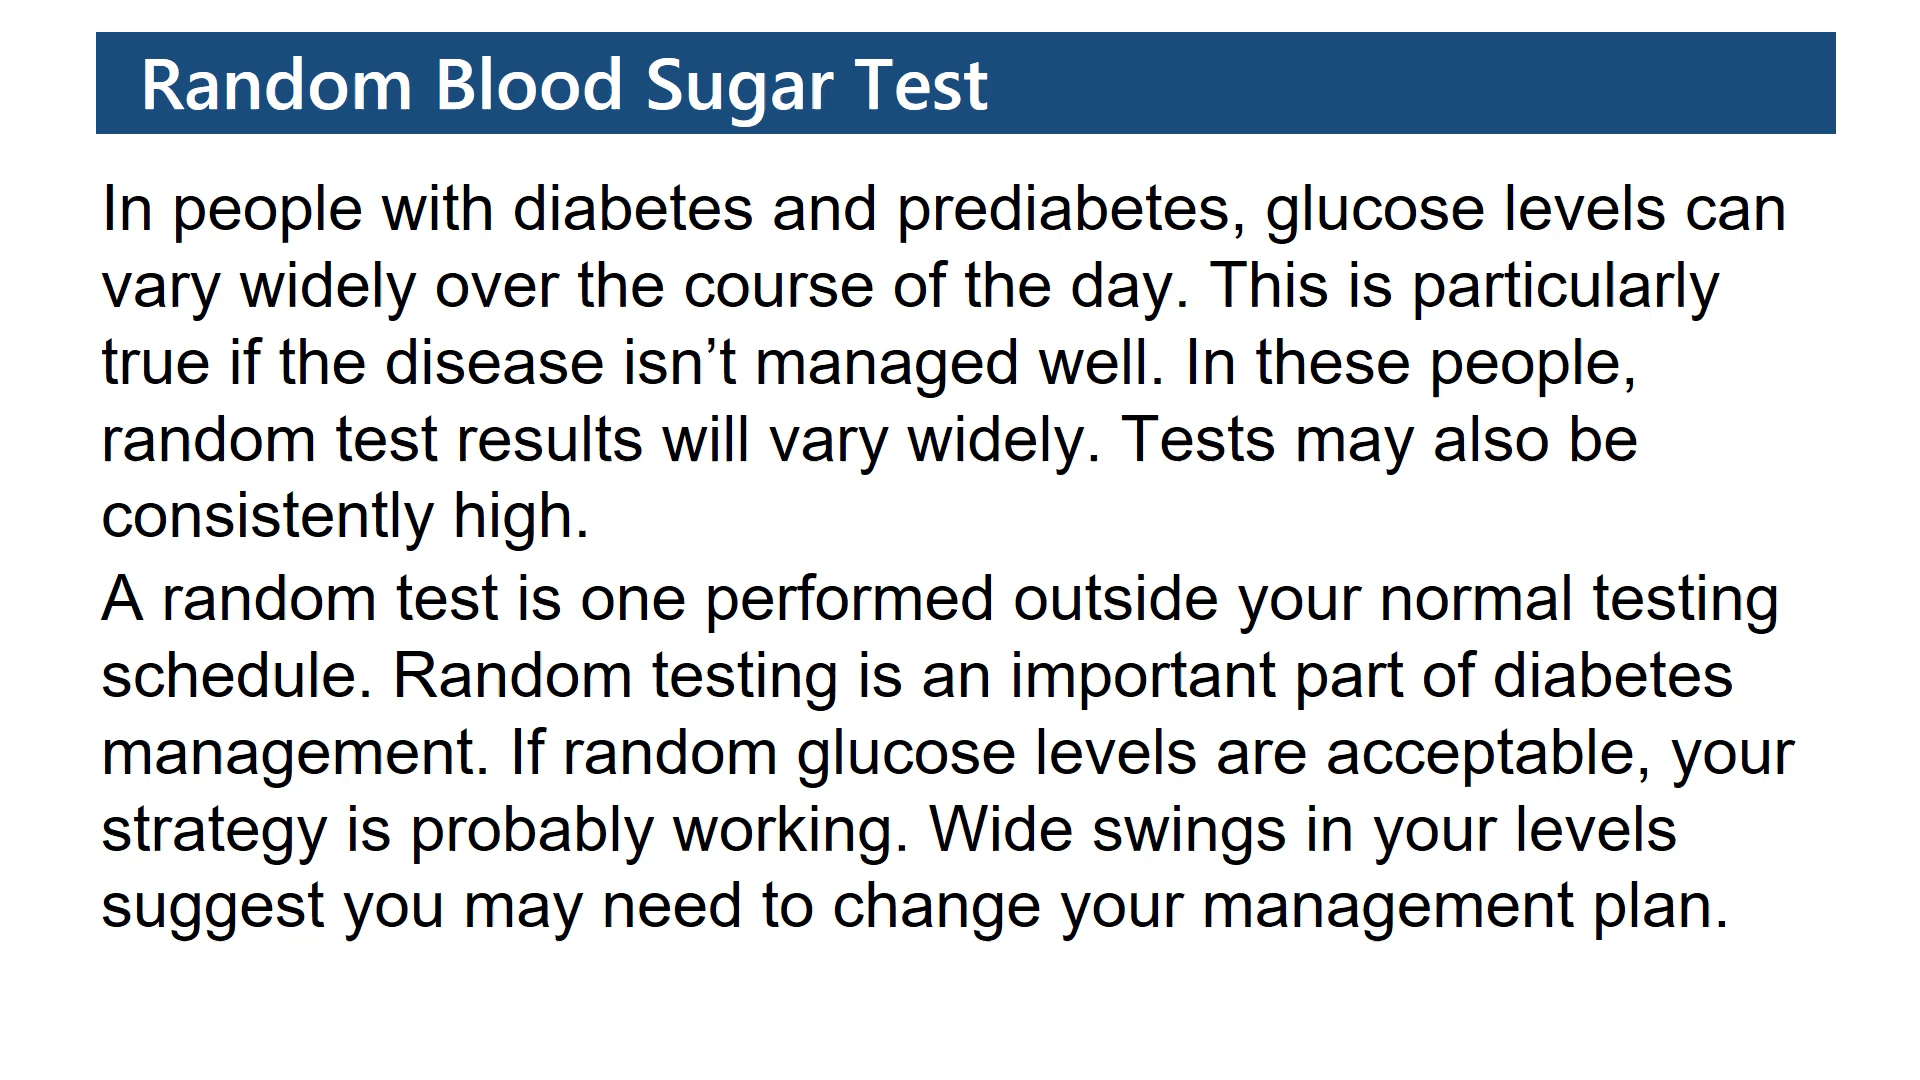 Random Blood Sugar Test
In people with diabetes and prediabetes, glucose levels can
vary widely over the course of the day. This is particularly
true if the disease isn’t managed well. In these people,
random test results will vary widely. Tests may also be
consistently high.
A random test is one performed outside your normal testing
schedule. Random testing is an important part of diabetes
management. If random glucose levels are acceptable, your
strategy is probably working. Wide swings in your levels
suggest you may need to change your management plan.